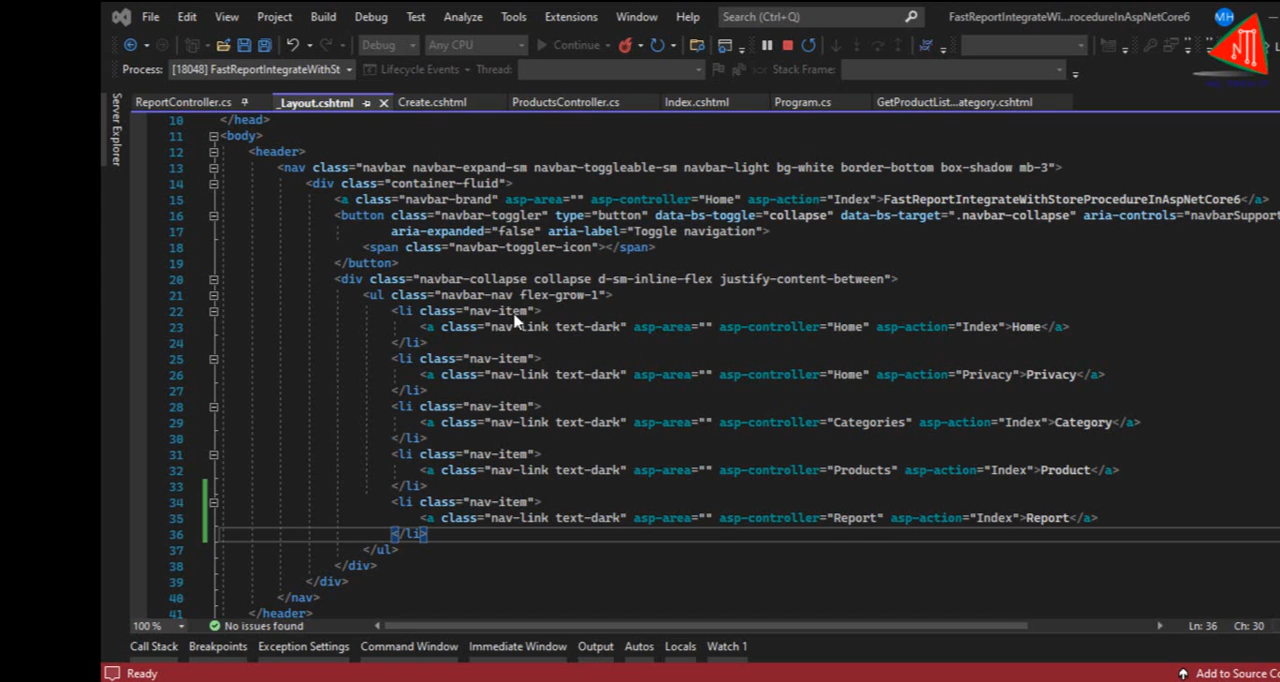 File Edit View Project Build Debug Test Analyze Tools Extensions Window Help Search (Ctrl+Q) FastReportIntegrateWi...rocedureInAspNetCore6 MH
Debug Any CPU Continue
Process: [18048] FastReportIntegrateWithSt Lifecycle Events Thread: Stack Frame:
Server Explorer
ReportController.cs _Layout.cshtml Create.cshtml ProductsController.cs Index.cshtml Program.cs GetProductList...ategory.cshtml
10 </head>
11 <body>
12 <header>
13 <nav class="navbar navbar-expand-sm navbar-toggleable-sm navbar-light bg-white border-bottom box-shadow mb-3">
14 <div class="container-fluid">
15 <a class="navbar-brand" asp-area="" asp-controller="Home" asp-action="Index">FastReportIntegrateWithStoreProcedureInAspNetCore6</a>
16 <button class="navbar-toggler" type="button" data-bs-toggle="collapse" data-bs-target=".navbar-collapse" aria-controls="navbarSupport
17 aria-expanded="false" aria-label="Toggle navigation">
18 <span class="navbar-toggler-icon"></span>
19 </button>
20 <div class="navbar-collapse collapse d-sm-inline-flex justify-content-between">
21 <ul class="navbar-nav flex-grow-1">
22 <li class="nav-item">
23 <a class="nav-link text-dark" asp-area="" asp-controller="Home" asp-action="Index">Home</a>
24 </li>
25 <li class="nav-item">
26 <a class="nav-link text-dark" asp-area="" asp-controller="Home" asp-action="Privacy">Privacy</a>
27 </li>
28 <li class="nav-item">
29 <a class="nav-link text-dark" asp-area="" asp-controller="Categories" asp-action="Index">Category</a>
30 </li>
31 <li class="nav-item">
32 <a class="nav-link text-dark" asp-area="" asp-controller="Products" asp-action="Index">Product</a>
33 </li>
34 <li class="nav-item">
35 <a class="nav-link text-dark" asp-area="" asp-controller="Report" asp-action="Index">Report</a>
36 </li>
37 </ul>
38 </div>
39 </div>
40 </nav>
41 </header>
100 % No issues found Ln: 36 Ch: 30
Call Stack Breakpoints Exception Settings Command Window Immediate Window Output Autos Locals Watch 1
Ready Add to Source Co